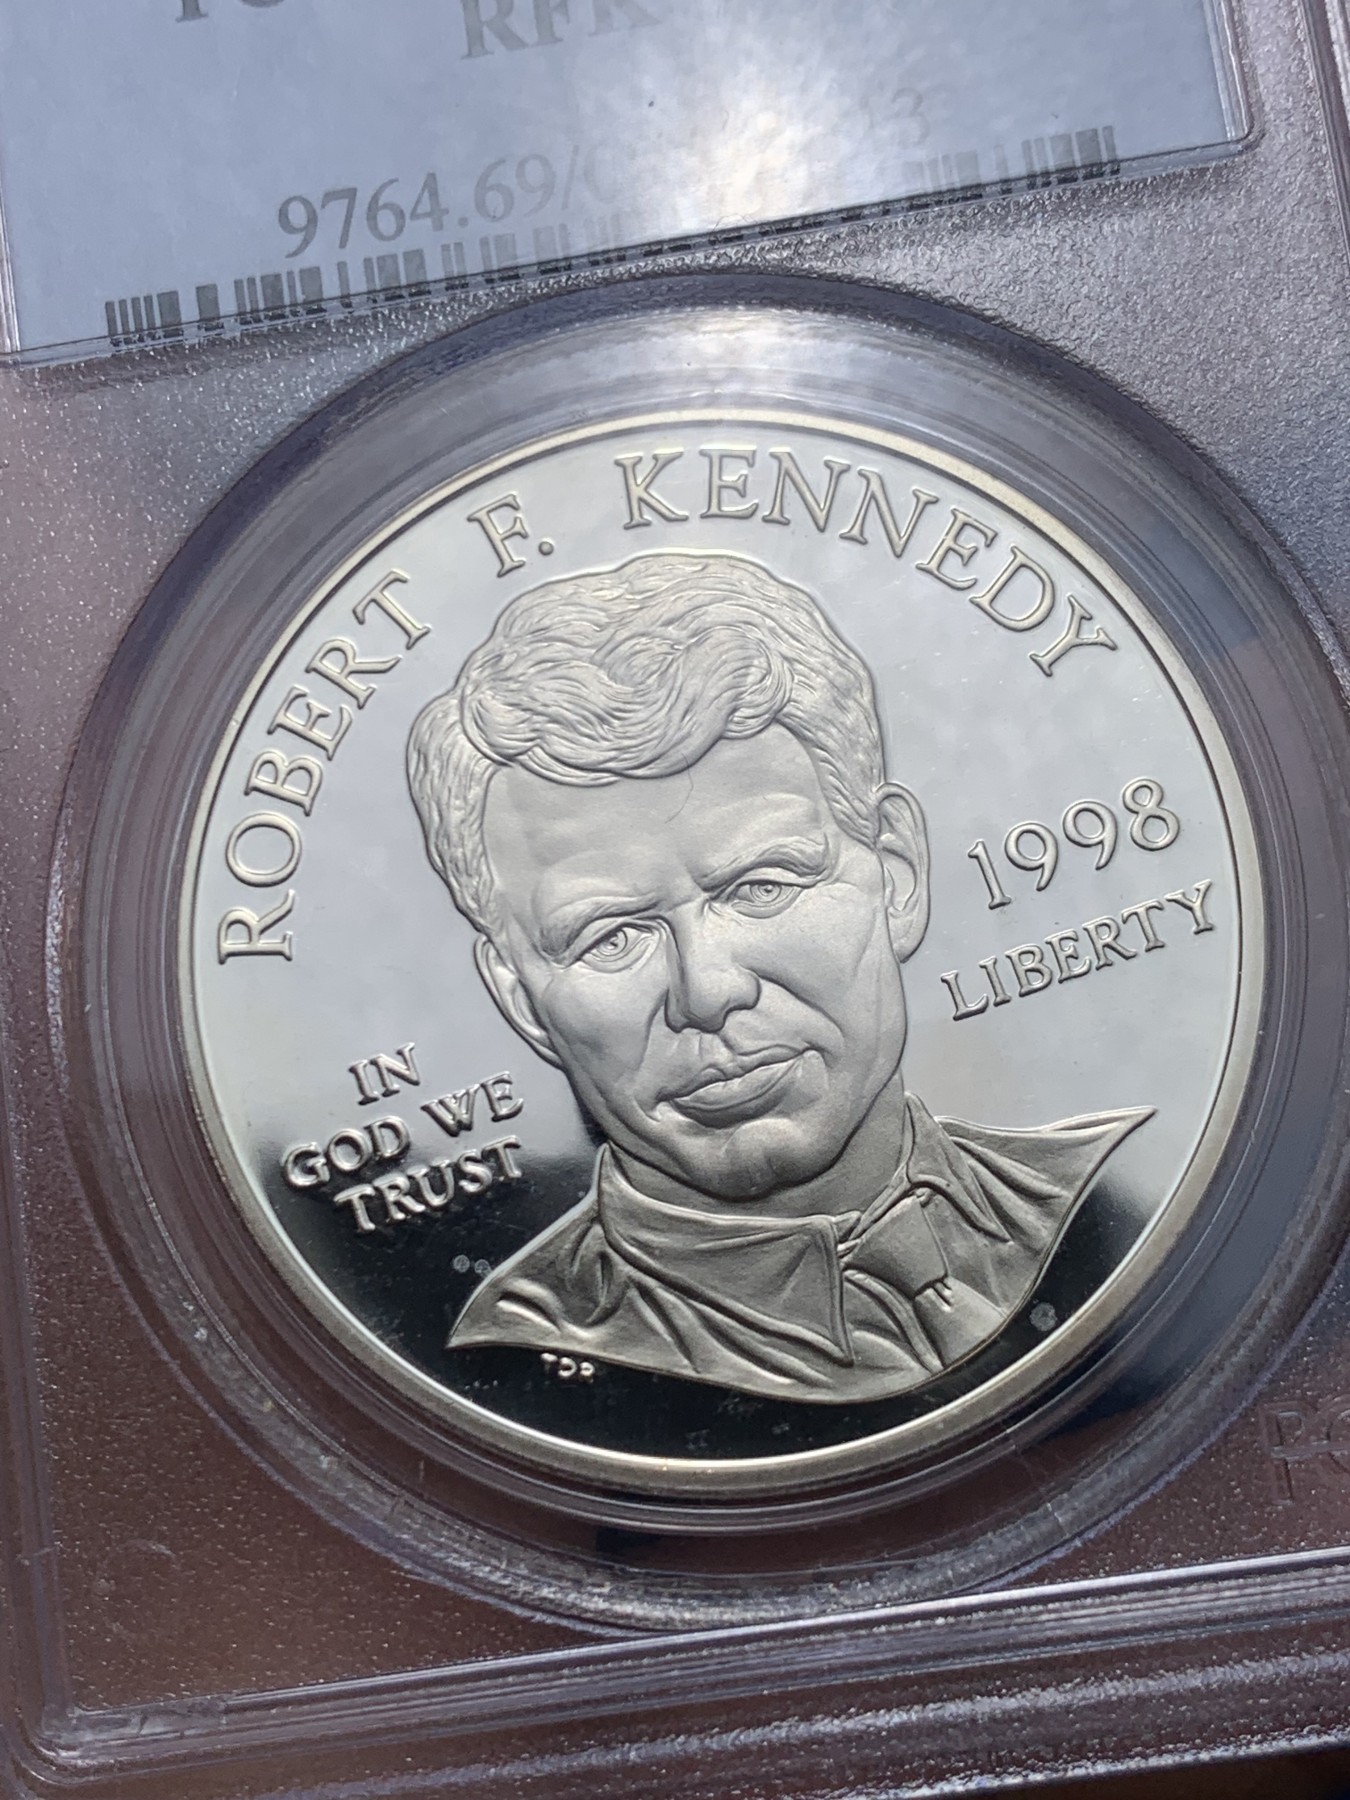 RFK
9764.69/
ROBERT F. KENNEDY
1998
LIBERTY
IN
GOD WE
TRUST
TDR